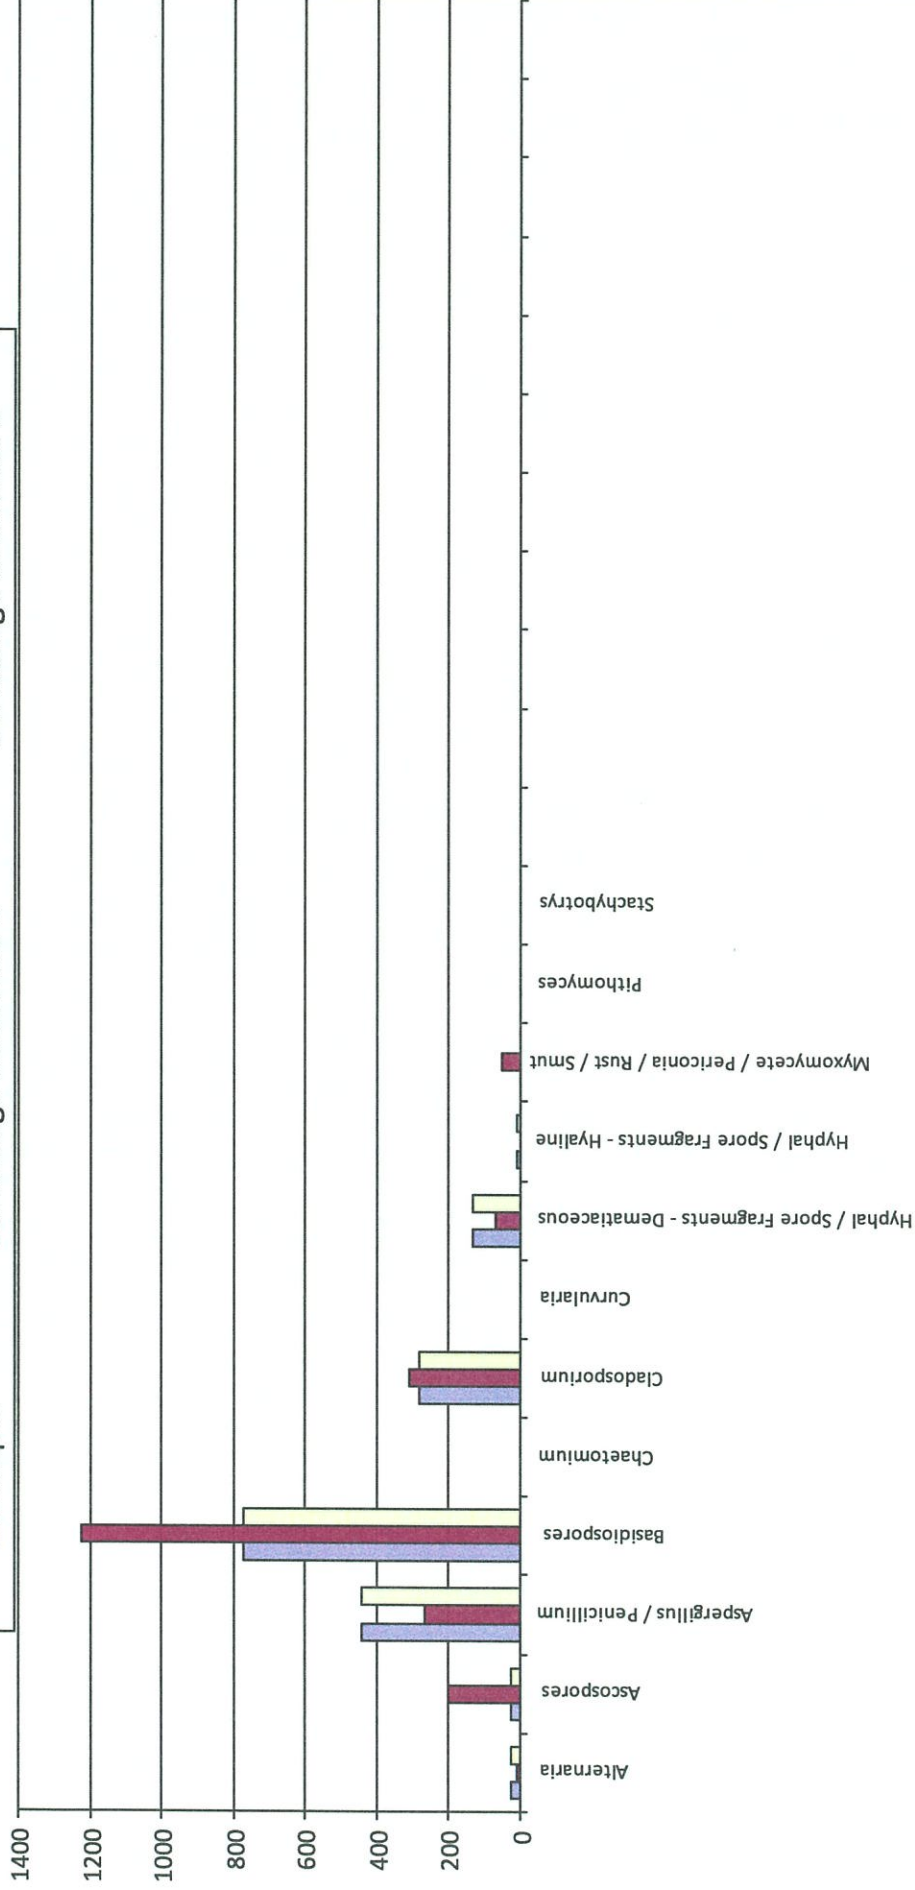 1400
1200
1000
800
600
400
200
0
Alternaria
Ascospores
Aspergillus / Penicillium
Basidiospores
Chaetomium
Cladosporium
Curvularia
Hyphal / Spore Fragments - Dematiaceous
Hyphal / Spore Fragments - Hyaline
Myxomycete / Periconia / Rust / Smut
Pithomyces
Stachybotrys